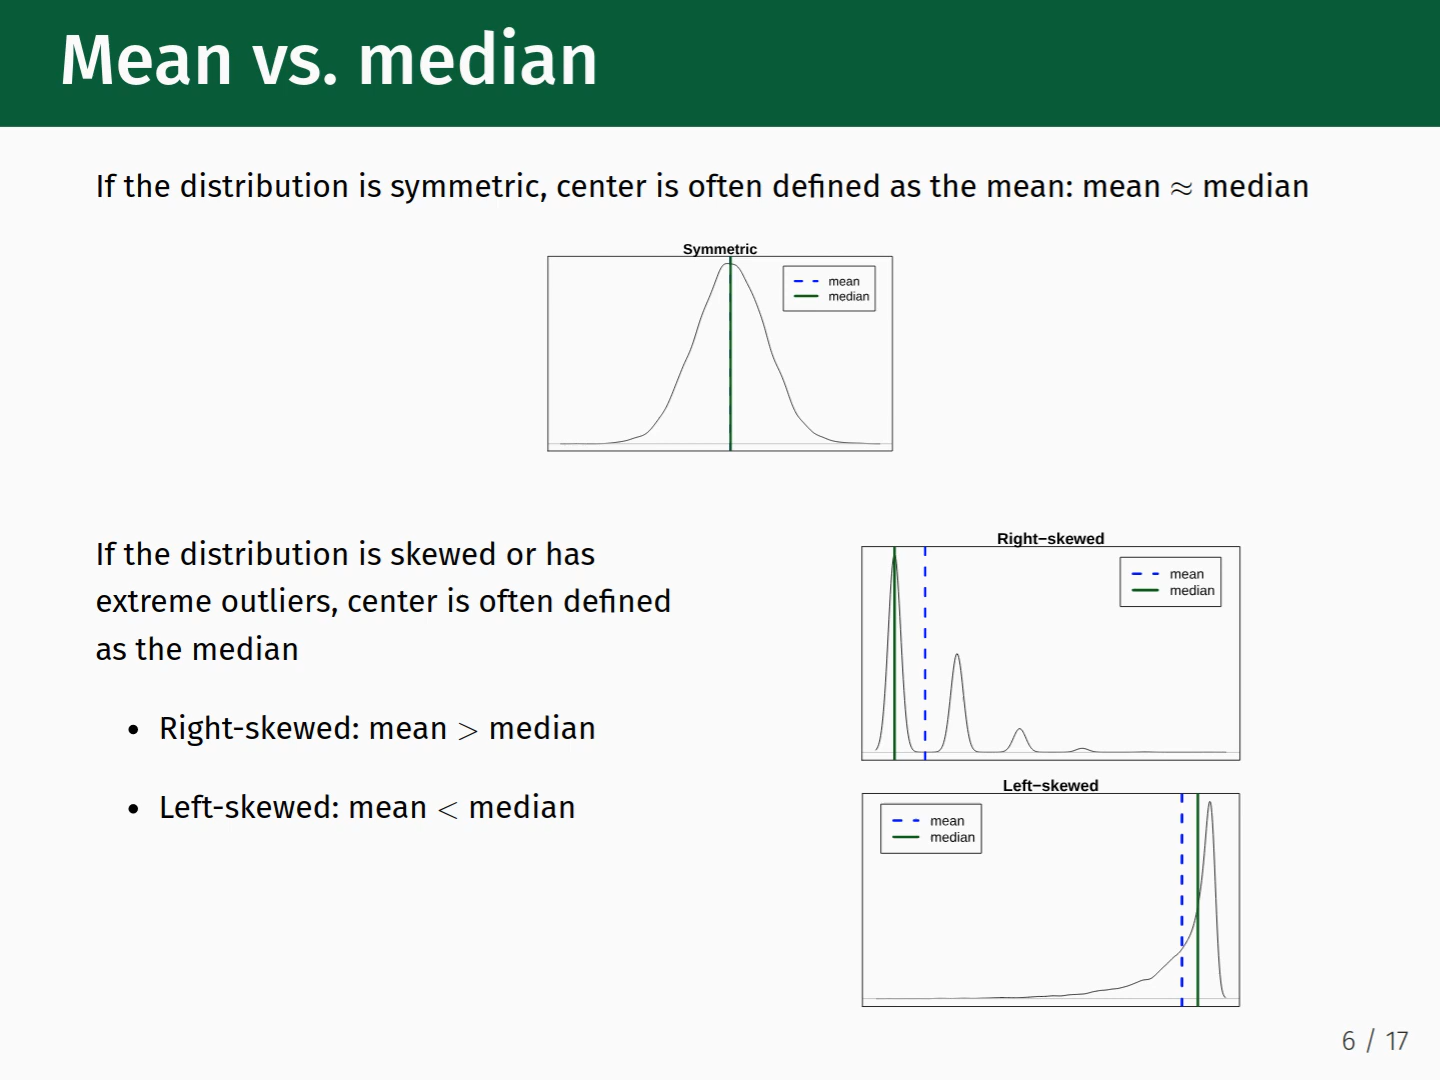 Mean vs. median
If the distribution is symmetric, center is often defined as the mean: mean ≈ median
Symmetric
mean
median
If the distribution is skewed or has
extreme outliers, center is often defined
as the median
• Right-skewed: mean > median
• Left-skewed: mean < median
Right−skewed
mean
median
Left−skewed
mean
median
6 / 17